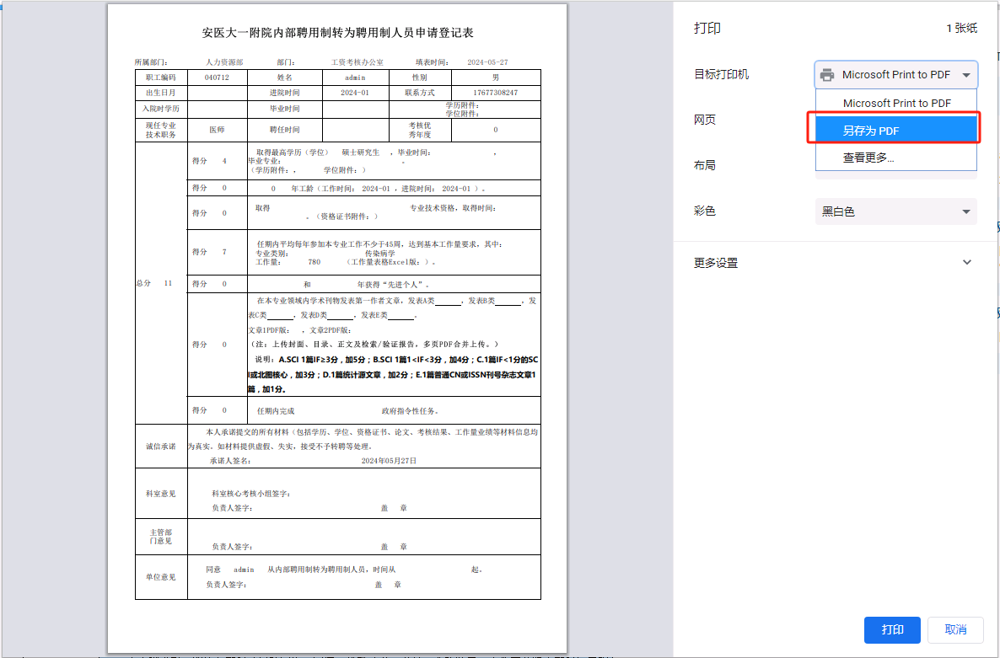 安医大一附院内部聘用制转为聘用制人员申请登记表
所属部门： 人力资源部 部门： 工资考核办公室 填表时间： 2024-05-27
职工编码 040712 姓名 admin 性别 男
出生日月 进院时间 2024-01 联系方式 17677308247
入院时学历 毕业时间 学历附件：
学位附件：
现任专业
技术职务 医师 聘任时间 考核优
秀年度 0
总分 11
得分 4 取得最高学历（学位） 硕士研究生 ，毕业时间： ，
毕业专业： 。
（学历附件：， 学位附件：）
得分 0 0 年工龄（工作时间： 2024-01 ，进院时间： 2024-01 ）。
得分 0 取得 专业技术资格，取得时间：
。（资格证书附件：）
得分 7 任期内平均每年参加本专业工作不少于45周，达到基本工作量要求，其中：
专业类别： 传染病学
工作量： 780 （工作量表格Excel版：）。
得分 0 和 年获得“先进个人”。
得分 0 在本专业领域内学术刊物发表第一作者文章，发表A类______，发表B类______，发
表C类______，发表D类______，发表E类______。
文章1PDF版： ，文章2PDF版：
（注：上传封面、目录、正文及检索/验证报告，多页PDF合并上传。）
说明：A.SCI 1篇IF≥3分，加5分；B.SCI 1篇1<IF<3分，加4分；C.1篇IF<1分的SC
I或北图核心，加3分；D.1篇统计源文章，加2分；E.1篇普通CN或ISSN刊号杂志文章1
篇，加1分。
得分 0 任期内完成 政府指令性任务。
诚信承诺 本人承诺提交的所有材料（包括学历、学位、资格证书、论文、考核结果、工作量业绩等材料信息均
为真实。如材料提供虚假、失实，接受不予转聘等处理。
承诺人签名： 2024年05月27日
科室意见 科室核心考核小组签字：
负责人签字： 盖 章
主管部
门意见
负责人签字： 盖 章
单位意见 同意 admin 从内部聘用制转为聘用制人员，时间从 起。
负责人签字： 盖 章
打印 1 张纸
目标打印机 Microsoft Print to PDF
Microsoft Print to PDF
另存为 PDF
查看更多...
网页
布局
彩色 黑白色
更多设置
打印 取消